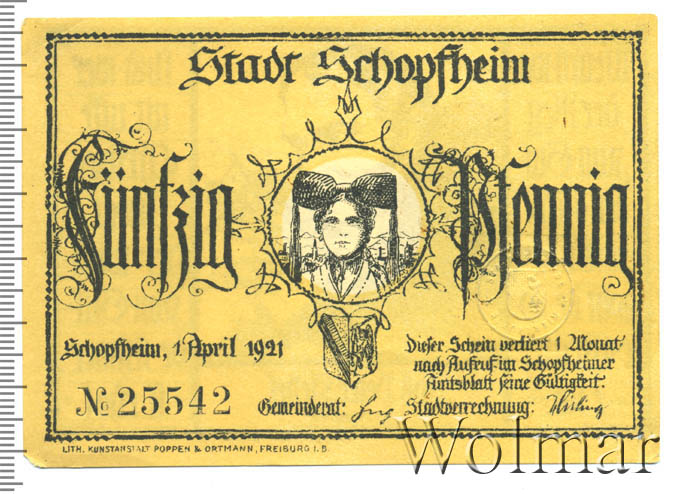 Stadt Schopfheim
Fünfzig Pfennig
Schopfheim, 1. April 1921
Dieser Schein verliert 1 Monat
nach Aufruf im Schopfheimer
Amtsblatt seine Gültigkeit.
№ 25542
Gemeinderat: Stadtverrechnung:
LITH. KUNSTANSTALT POPPEN & ORTMANN, FREIBURG I. B.
Wolmar